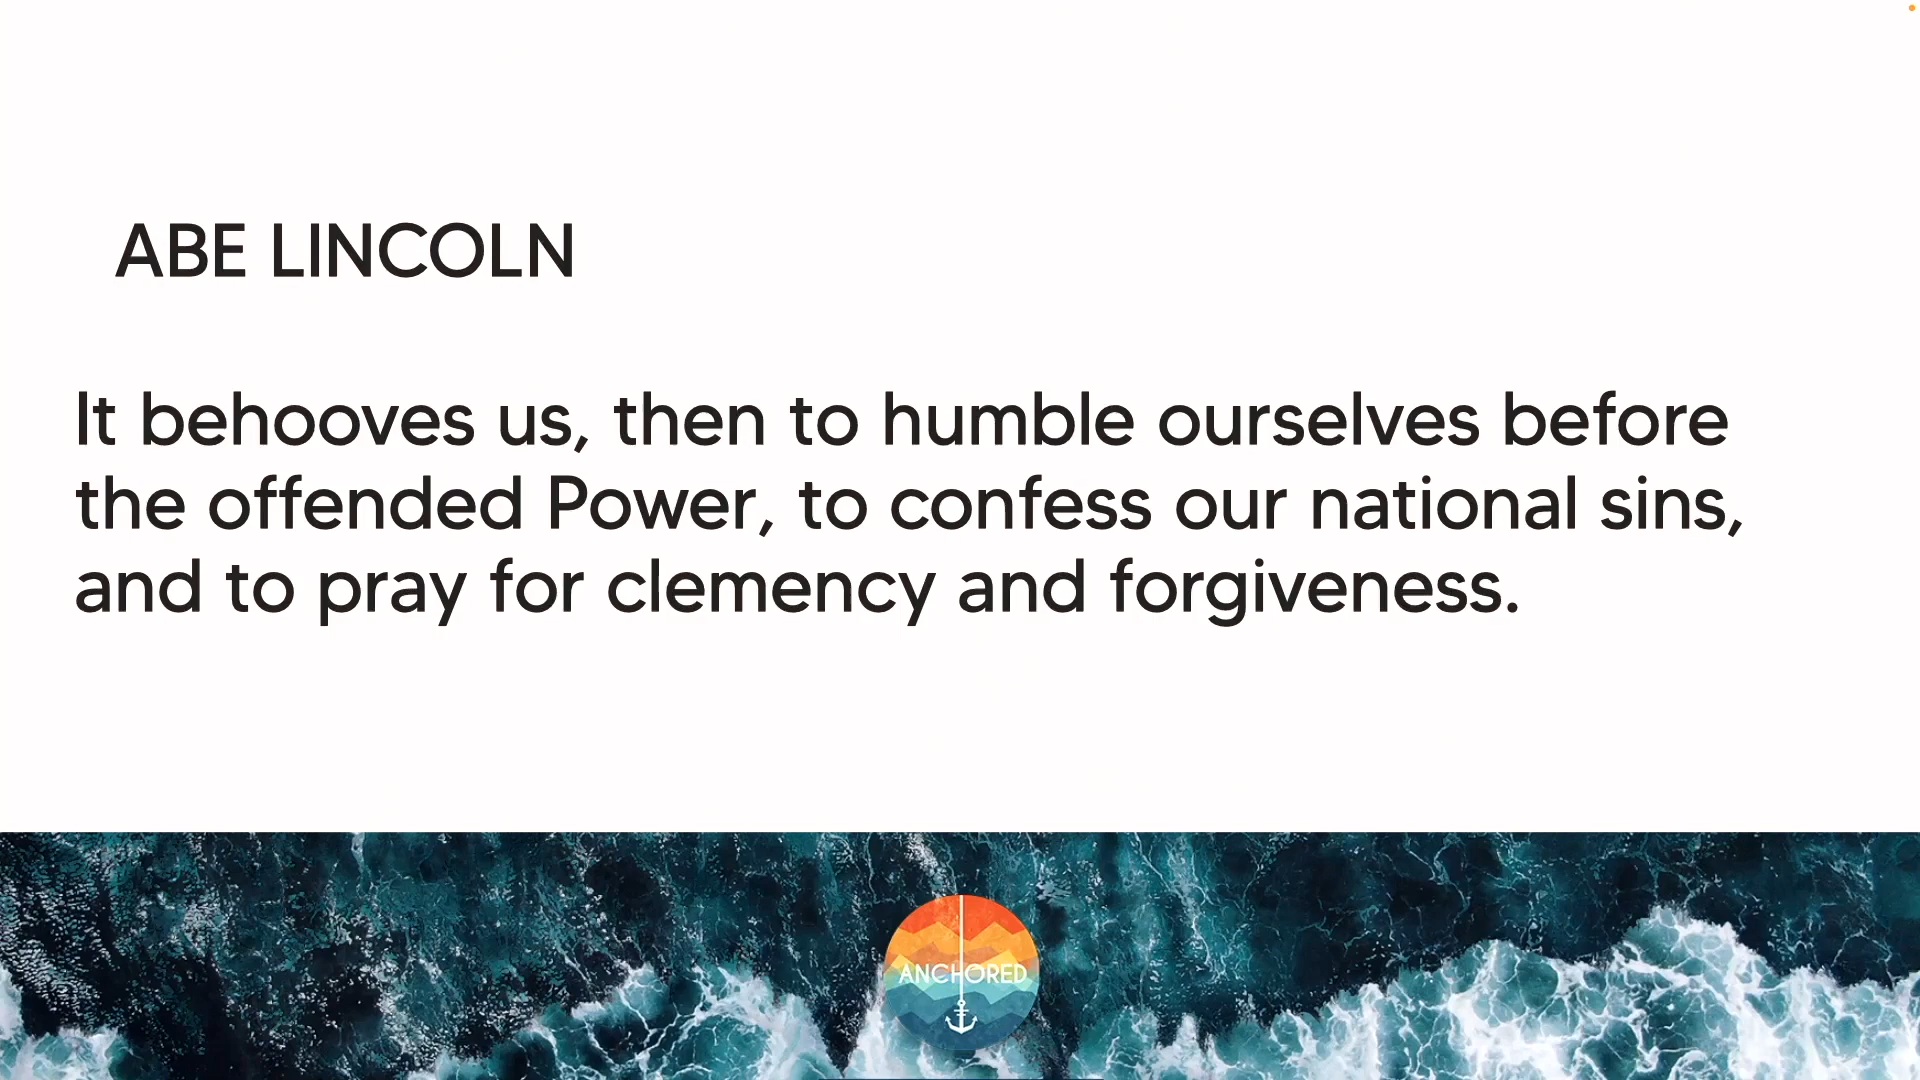 ABE LINCOLN
It behooves us, then to humble ourselves before
the offended Power, to confess our national sins,
and to pray for clemency and forgiveness.
ANCHORED